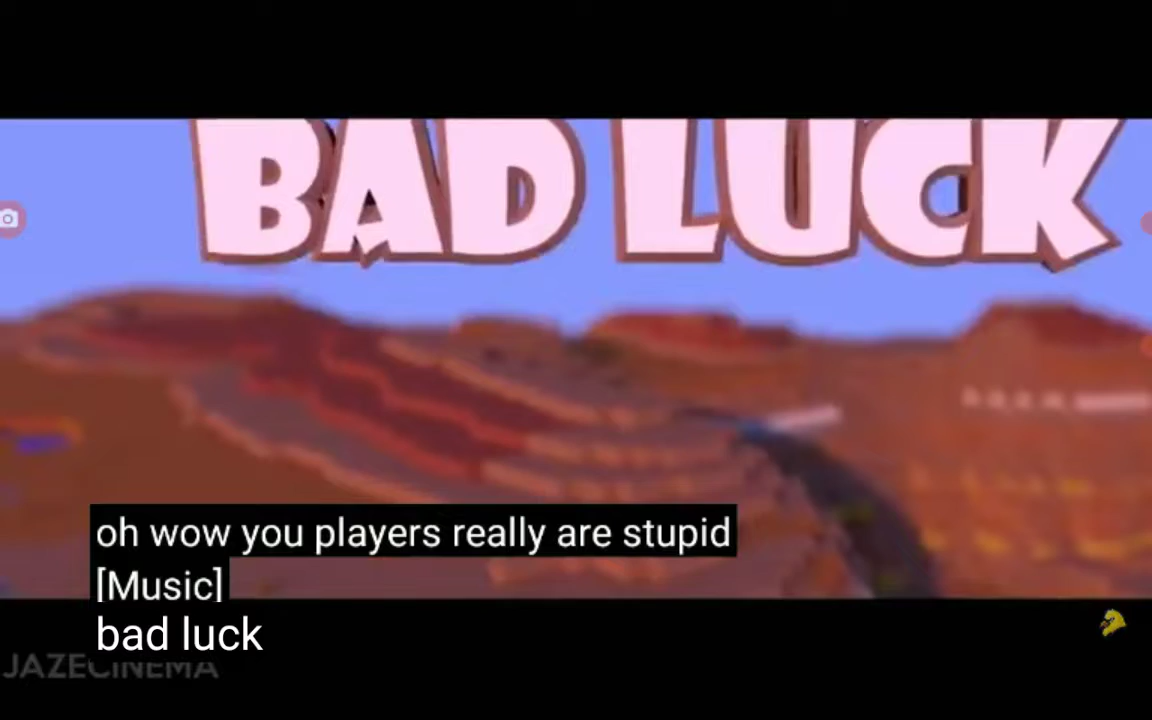 BAD LUCK
oh wow you players really are stupid
[Music]
bad luck
JAZECINEMA